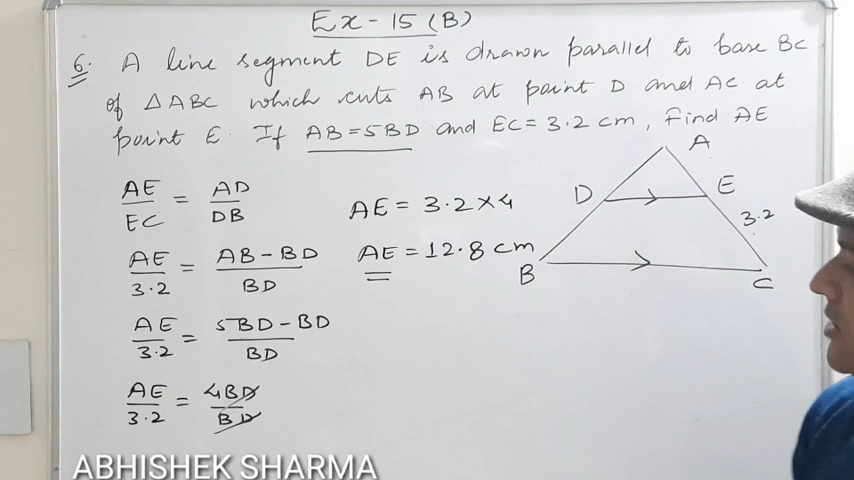 Ex-15 (B)
6. A line segment DE is drawn parallel to base BC
of △ABC which cuts AB at point D and AC at
point E. If AB=5BD and EC=3.2 cm, find AE
AE/EC = AD/DB
AE/3.2 = AB-BD/BD
AE/3.2 = 5BD-BD/BD
AE/3.2 = 4BD/BD
AE = 3.2×4
AE = 12.8 cm
A
D
E
3.2
B
C
ABHISHEK SHARMA